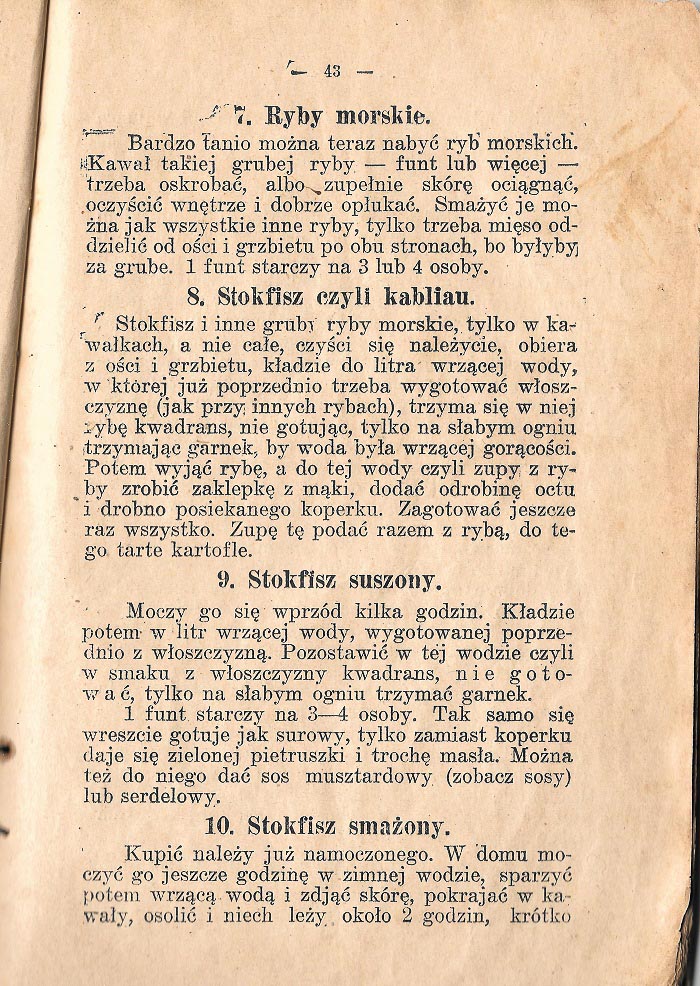 — 43 —
7. Ryby morskie.
Bardzo tanio można teraz nabyć ryb morskich.
Kawał takiej grubej ryby — funt lub więcej —
trzeba oskrobać, albo zupełnie skórę ociągnąć,
oczyścić wnętrze i dobrze opłukać. Smażyć je mo-
żna jak wszystkie inne ryby, tylko trzeba mięso od-
dzielić od ości i grzbietu po obu stronach, bo byłyby
za grube. 1 funt starczy na 3 lub 4 osoby.
8. Stokfisz czyli kabliau.
Stokfisz i inne gruby ryby morskie, tylko w ka-
wałkach, a nie całe, czyści się należycie, obiera
z ości i grzbietu, kładzie do litra wrzącej wody,
w której już poprzednio trzeba wygotować włosz-
czyznę (jak przy innych rybach), trzyma się w niej
rybę kwadrans, nie gotując, tylko na słabym ogniu
trzymając garnek, by woda była wrzącej gorącości.
Potem wyjąć rybę, a do tej wody czyli zupy z ry-
by zrobić zaklepkę z mąki, dodać odrobinę octu
i drobno posiekanego koperku. Zagotować jeszcze
raz wszystko. Zupę tę podać razem z rybą, do te-
go tarte kartofle.
9. Stokfisz suszony.
Moczy go się wprzód kilka godzin. Kładzie
potem w litr wrzącej wody, wygotowanej poprze-
dnio z włoszczyzną. Pozostawić w tej wodzie czyli
w smaku z włoszczyzny kwadrans, nie goto-
wać, tylko na słabym ogniu trzymać garnek.
1 funt starczy na 3—4 osoby. Tak samo się
wreszcie gotuje jak surowy, tylko zamiast koperku
daje się zielonej pietruszki i trochę masła. Można
też do niego dać sos musztardowy (zobacz sosy)
lub serdelowy.
10. Stokfisz smażony.
Kupić należy już namoczonego. W domu mo-
czyć go jeszcze godzinę w zimnej wodzie, sparzyć
potem wrzącą wodą i zdjąć skórę, pokrajać w ka-
wały, osolić i niech leży około 2 godzin, krótko